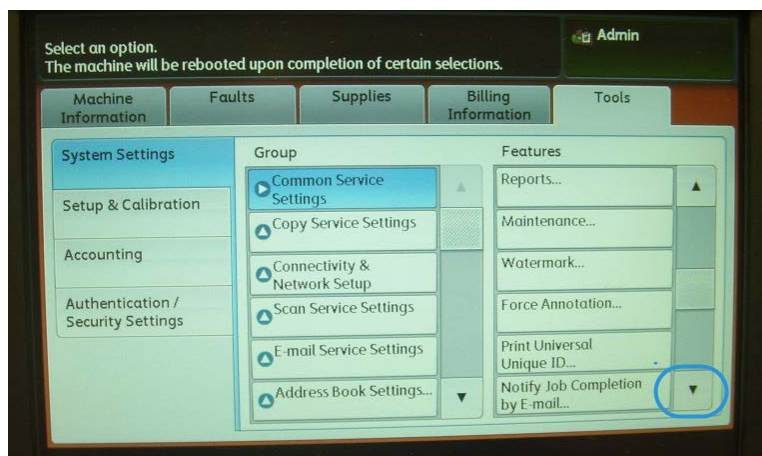 Select an option.
The machine will be rebooted upon completion of certain selections.
Admin
Machine
Information
Faults
Supplies
Billing
Information
Tools
System Settings
Setup & Calibration
Accounting
Authentication /
Security Settings
Group
Common Service
Settings
Copy Service Settings
Connectivity &
Network Setup
Scan Service Settings
E-mail Service Settings
Address Book Settings...
Features
Reports...
Maintenance...
Watermark...
Force Annotation...
Print Universal
Unique ID...
Notify Job Completion
by E-mail...